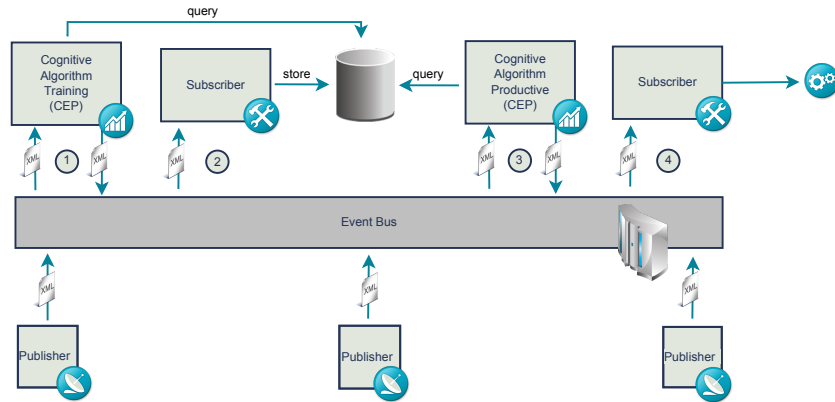 query
Cognitive
Algorithm
Training
(CEP)
Subscriber
store
query
Cognitive
Algorithm
Productive
(CEP)
Subscriber
XML
1
XML
XML
2
XML
3
XML
XML
4
Event Bus
XML
XML
XML
Publisher
Publisher
Publisher